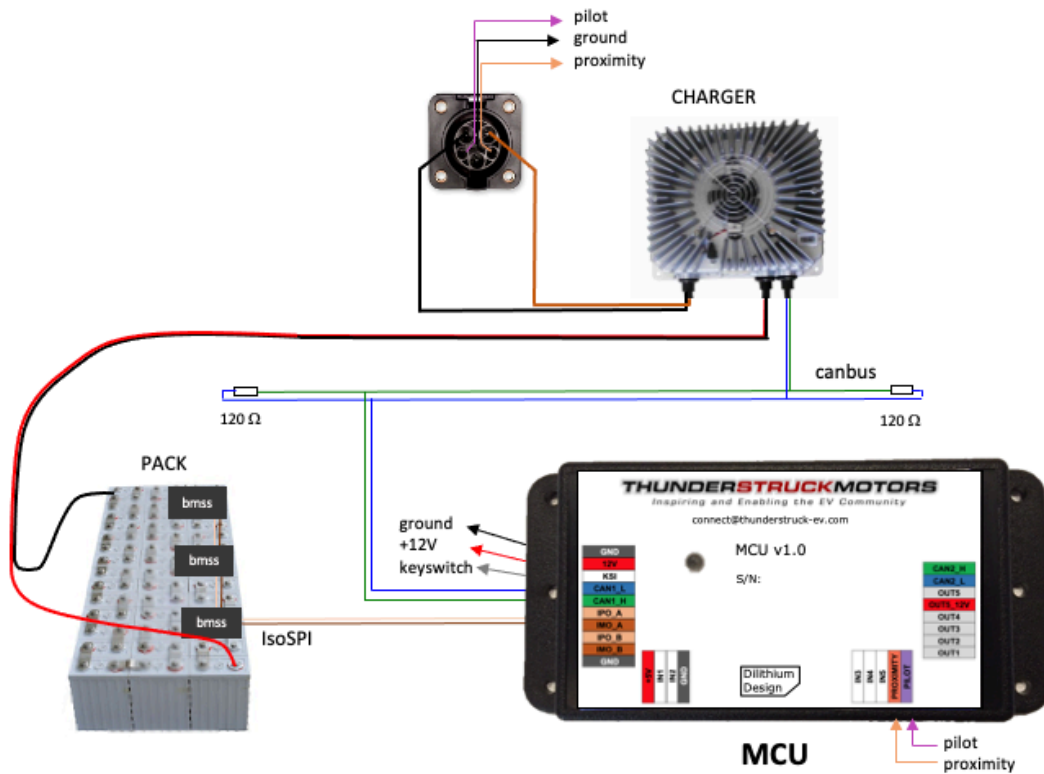 pilot
ground
proximity
CHARGER
canbus
120 Ω
120 Ω
PACK
bmss
bmss
bmss
IsoSPI
ground
+12V
keyswitch
THUNDERSTRUCKMOTORS
Inspiring and Enabling the EV Community
connect@thunderstruck-ev.com
MCU v1.0
S/N:
GND
12V
KSI
CAN1_L
CAN1_H
IPO_A
IMO_A
IPO_B
IMO_B
GND
CAN2_H
CAN2_L
OUT5
OUT5_12V
OUT4
OUT3
OUT2
OUT1
IN1
IN2
GND
Dilithium
Design
IN3
IN4
IN5
PROXIMITY
PILOT
MCU
pilot
proximity